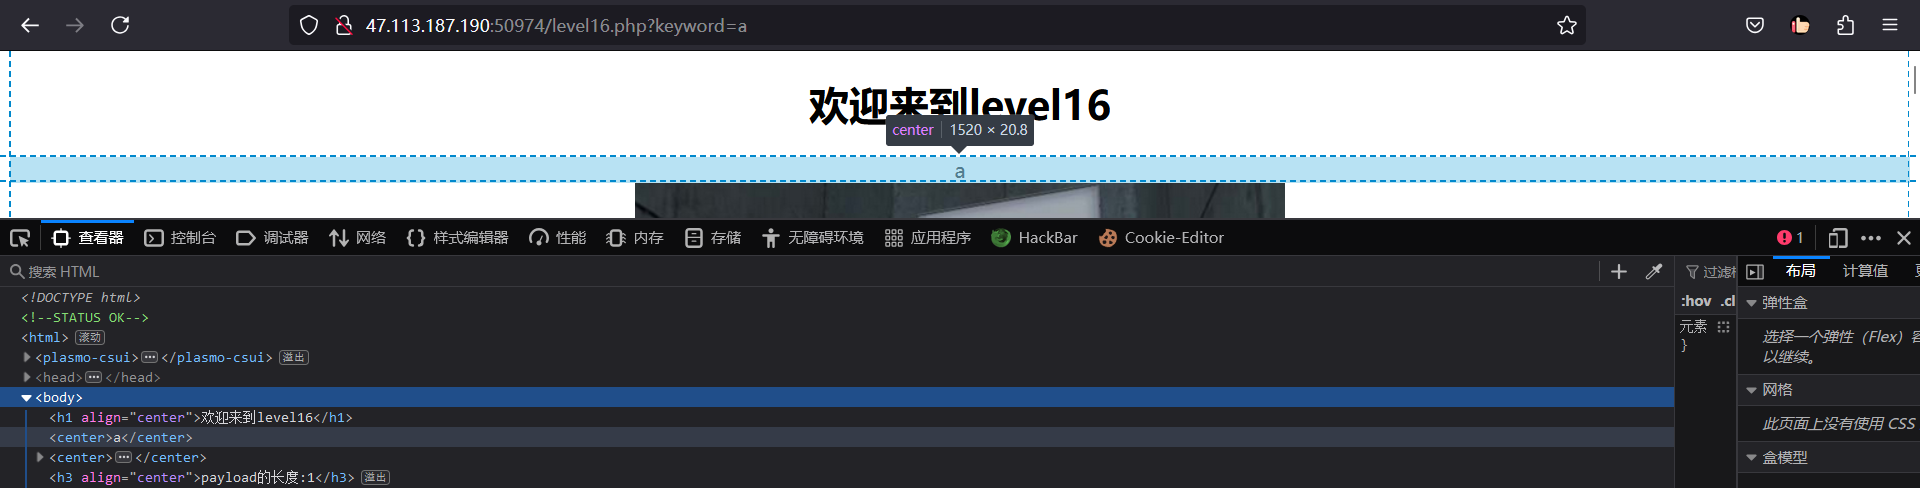 47.113.187.190:50974/level16.php?keyword=a
欢迎来到level16
center 1520 × 20.8
a
查看器 控制台 调试器 网络 样式编辑器 性能 内存 存储 无障碍环境 应用程序 HackBar Cookie-Editor 1
搜索 HTML
过滤
布局 计算值
<!DOCTYPE html>
<!--STATUS OK-->
<html> 滚动
<plasmo-csui> ••• </plasmo-csui> 溢出
<head> ••• </head>
<body>
<h1 align="center">欢迎来到level16</h1>
<center>a</center>
<center> ••• </center>
<h3 align="center">payload的长度:1</h3> 溢出
:hov .cl
元素
}
弹性盒
选择一个弹性（Flex）容
以继续。
网格
此页面上没有使用 CSS
盒模型